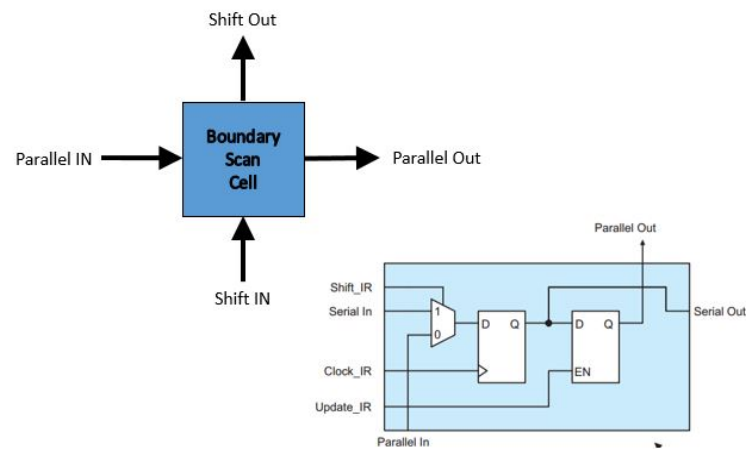 Shift Out
Parallel IN
Boundary
Scan
Cell
Parallel Out
Shift IN
Parallel Out
Shift_IR
Serial In
1
0
D
Q
D
Q
Serial Out
Clock_IR
EN
Update_IR
Parallel In